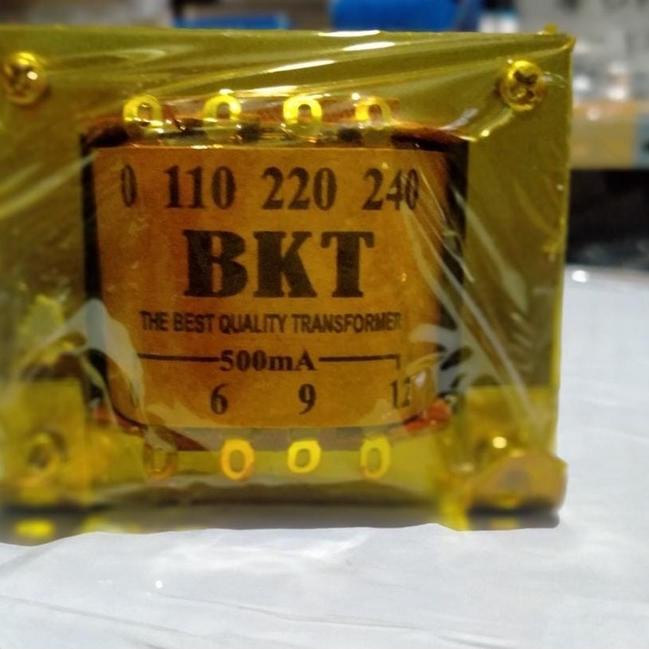 0 110 220 240
BKT
THE BEST QUALITY TRANSFORMER
500mA
6 9 12